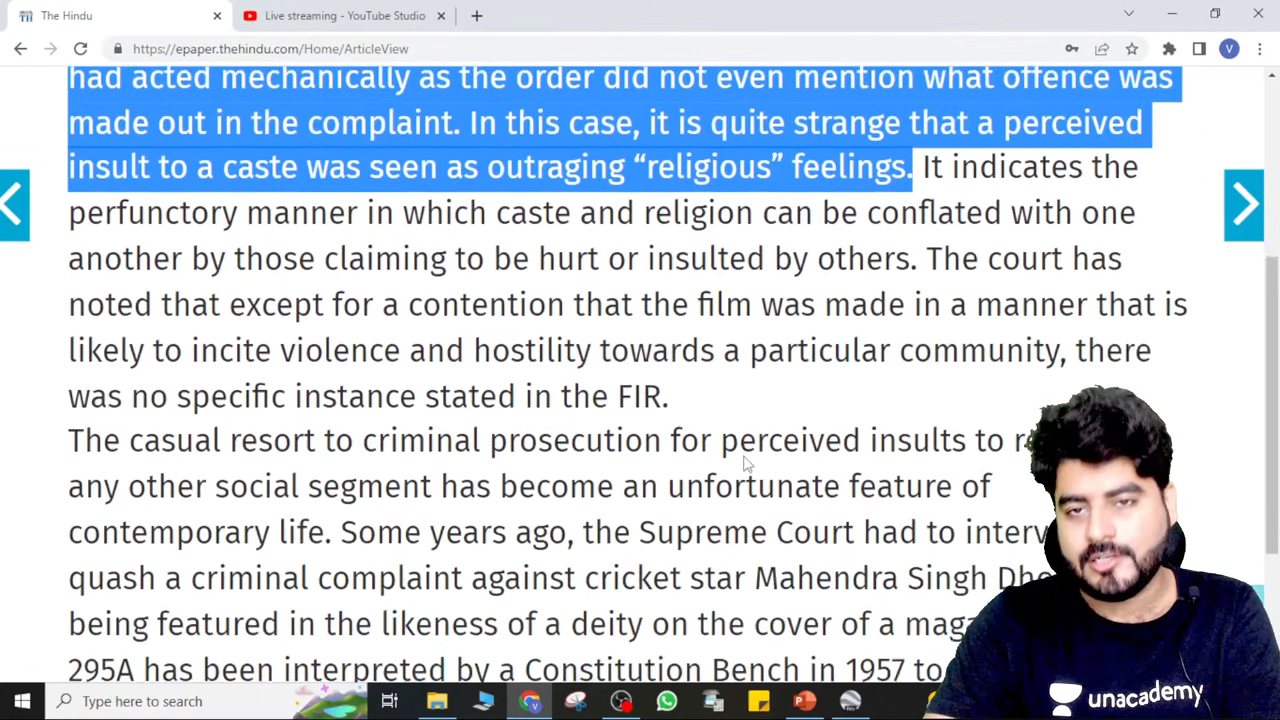 The Hindu
Live streaming - YouTube Studio
https://epaper.thehindu.com/Home/ArticleView
V
had acted mechanically as the order did not even mention what offence was
made out in the complaint. In this case, it is quite strange that a perceived
insult to a caste was seen as outraging “religious” feelings. It indicates the
perfunctory manner in which caste and religion can be conflated with one
another by those claiming to be hurt or insulted by others. The court has
noted that except for a contention that the film was made in a manner that is
likely to incite violence and hostility towards a particular community, there
was no specific instance stated in the FIR.
The casual resort to criminal prosecution for perceived insults to
any other social segment has become an unfortunate feature of
contemporary life. Some years ago, the Supreme Court had to
quash a criminal complaint against cricket star Mahendra Singh
being featured in the likeness of a deity on the cover of a
295A has been interpreted by a Constitution Bench in 1957 to
unacademy
Type here to search